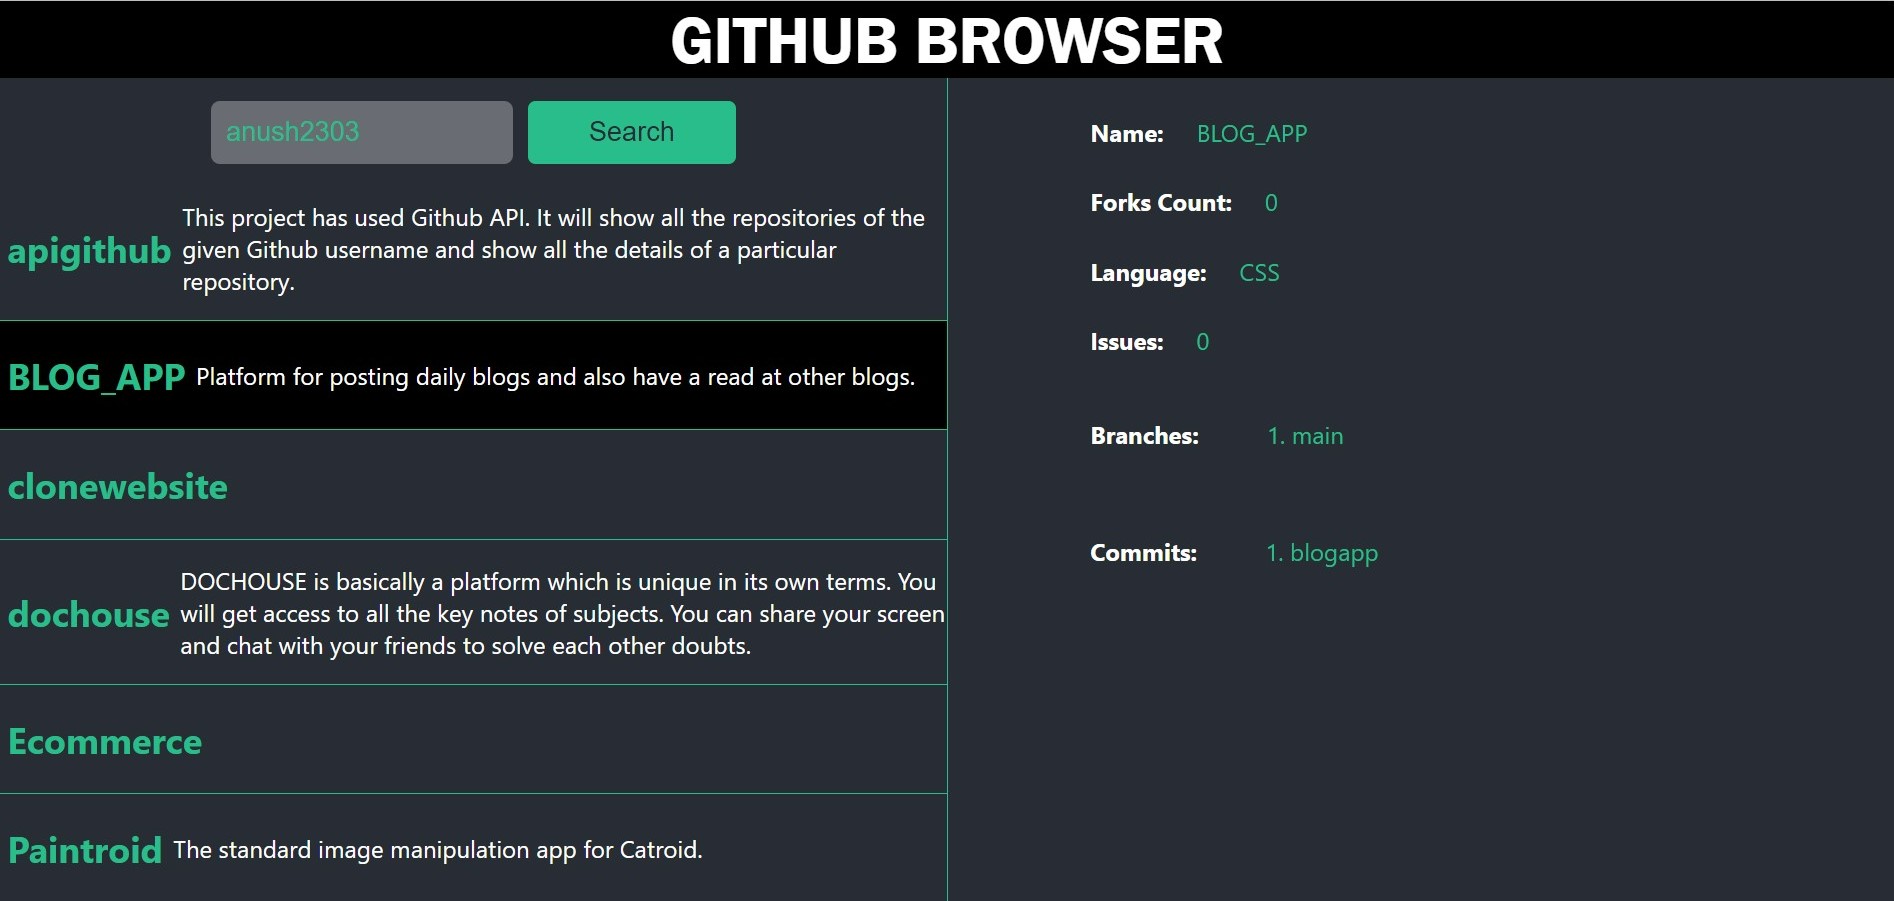 GITHUB BROWSER
anush2303
Search
This project has used Github API. It will show all the repositories of the
apigithub
given Github username and show all the details of a particular
repository.
BLOG_APP Platform for posting daily blogs and also have a read at other blogs.
clonewebsite
DOCHOUSE is basically a platform which is unique in its own terms. You
dochouse
will get access to all the key notes of subjects. You can share your screen
and chat with your friends to solve each other doubts.
Ecommerce
Paintroid The standard image manipulation app for Catroid.
Name: BLOG_APP
Forks Count: 0
Language: CSS
Issues: 0
Branches: 1. main
Commits: 1. blogapp